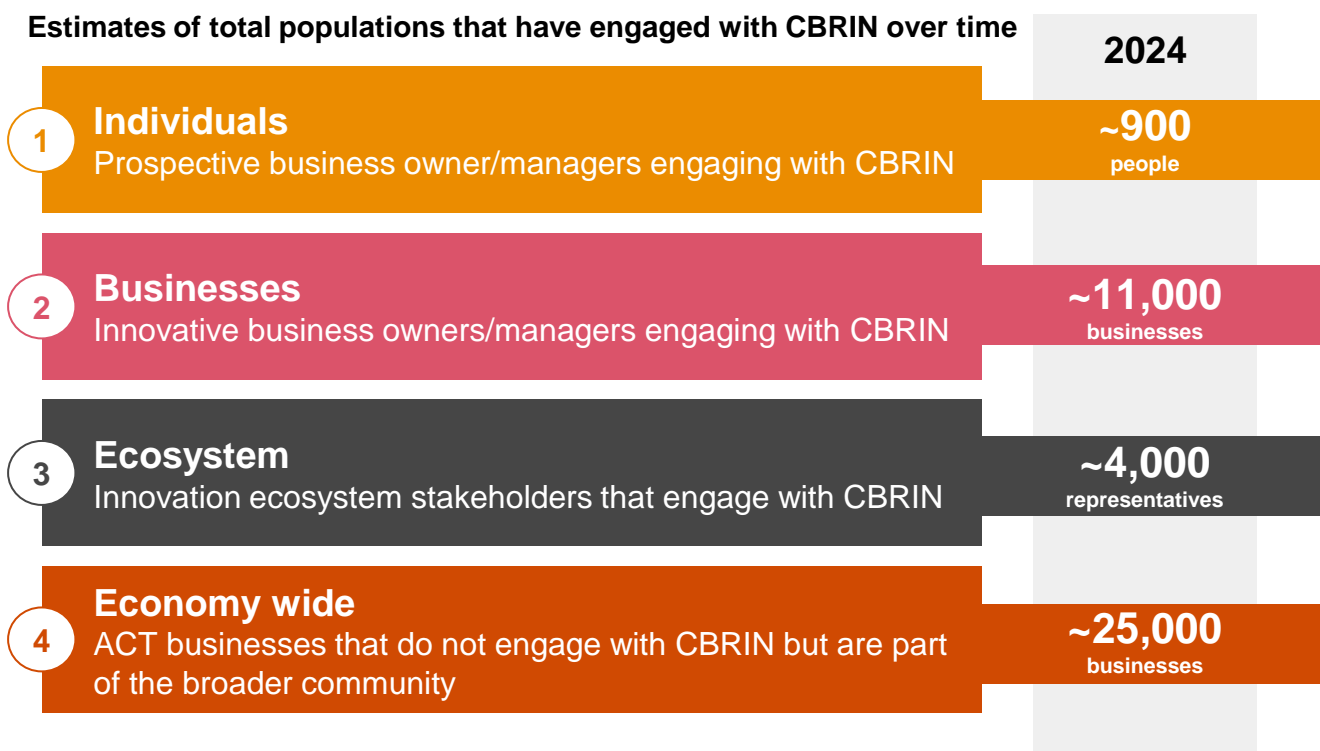 Estimates of total populations that have engaged with CBRIN over time
2024
1
Individuals
Prospective business owner/managers engaging with CBRIN
~900
people
2
Businesses
Innovative business owners/managers engaging with CBRIN
~11,000
businesses
3
Ecosystem
Innovation ecosystem stakeholders that engage with CBRIN
~4,000
representatives
4
Economy wide
ACT businesses that do not engage with CBRIN but are part
of the broader community
~25,000
businesses